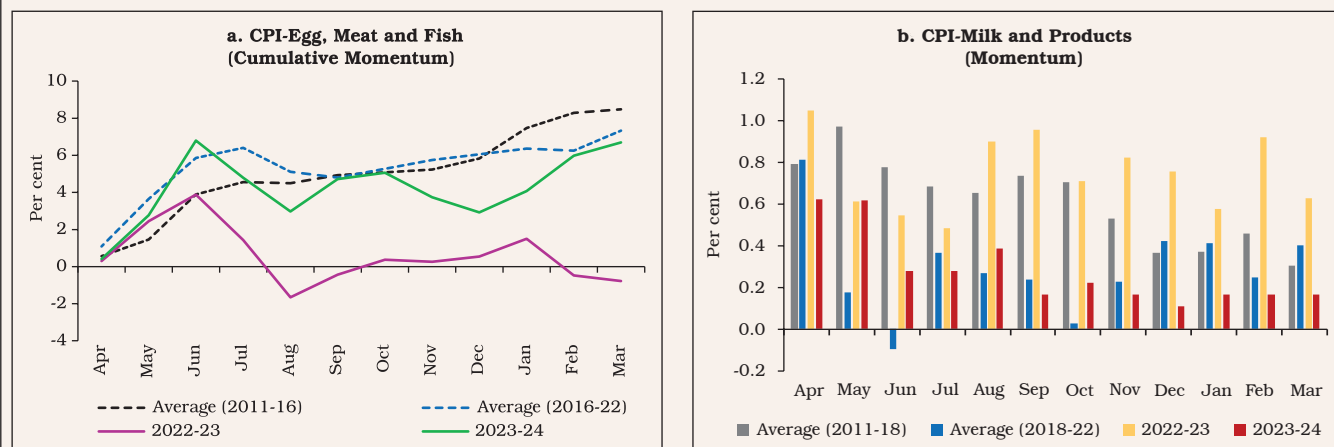 a. CPI-Egg, Meat and Fish
(Cumulative Momentum)
Per cent
10
8
6
4
2
0
-2
-4
Apr
May
Jun
Jul
Aug
Sep
Oct
Nov
Dec
Jan
Feb
Mar
Average (2011-16)
Average (2016-22)
2022-23
2023-24
b. CPI-Milk and Products
(Momentum)
Per cent
1.2
1.0
0.8
0.6
0.4
0.2
0.0
-0.2
Apr
May
Jun
Jul
Aug
Sep
Oct
Nov
Dec
Jan
Feb
Mar
Average (2011-18)
Average (2018-22)
2022-23
2023-24